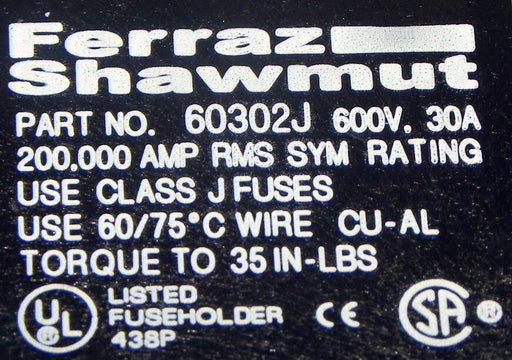 Ferraz
Shawmut
PART NO. 60302J 600V. 30A
200.000 AMP RMS SYM RATING
USE CLASS J FUSES
USE 60/75°C WIRE CU-AL
TORQUE TO 35 IN-LBS
UL ® LISTED
FUSEHOLDER CE SA ®
438P